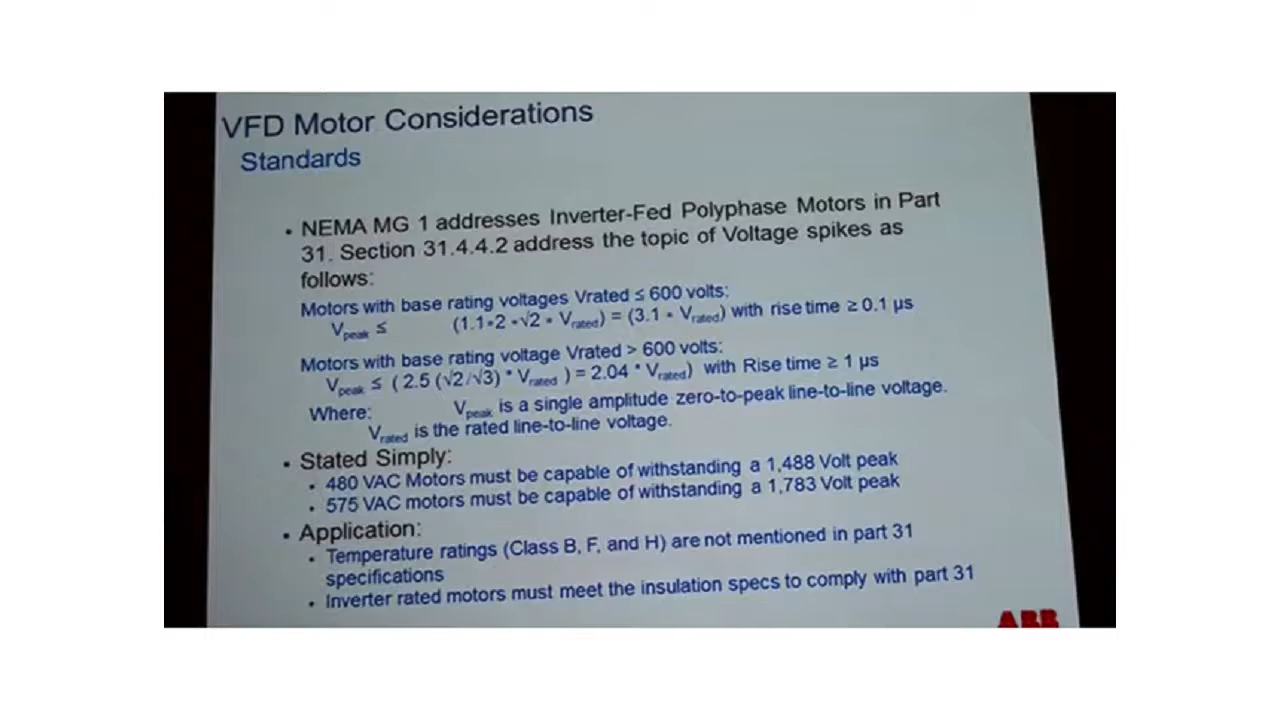 VFD Motor Considerations
Standards
• NEMA MG 1 addresses Inverter-Fed Polyphase Motors in Part
31. Section 31.4.4.2 address the topic of Voltage spikes as
follows:
Motors with base rating voltages Vrated ≤ 600 volts:
Vpeak ≤ (1.1*2 *√2 * Vrated) = (3.1 * Vrated) with rise time ≥ 0.1 µs
Motors with base rating voltage Vrated > 600 volts:
Vpeak ≤ ( 2.5 (√2/√3) * Vrated ) = 2.04 * Vrated) with Rise time ≥ 1 µs
Where: Vpeak is a single amplitude zero-to-peak line-to-line voltage.
Vrated is the rated line-to-line voltage.
• Stated Simply:
• 480 VAC Motors must be capable of withstanding a 1,488 Volt peak
• 575 VAC motors must be capable of withstanding a 1,783 Volt peak
• Application:
• Temperature ratings (Class B, F, and H) are not mentioned in part 31
specifications
• Inverter rated motors must meet the insulation specs to comply with part 31
ABB